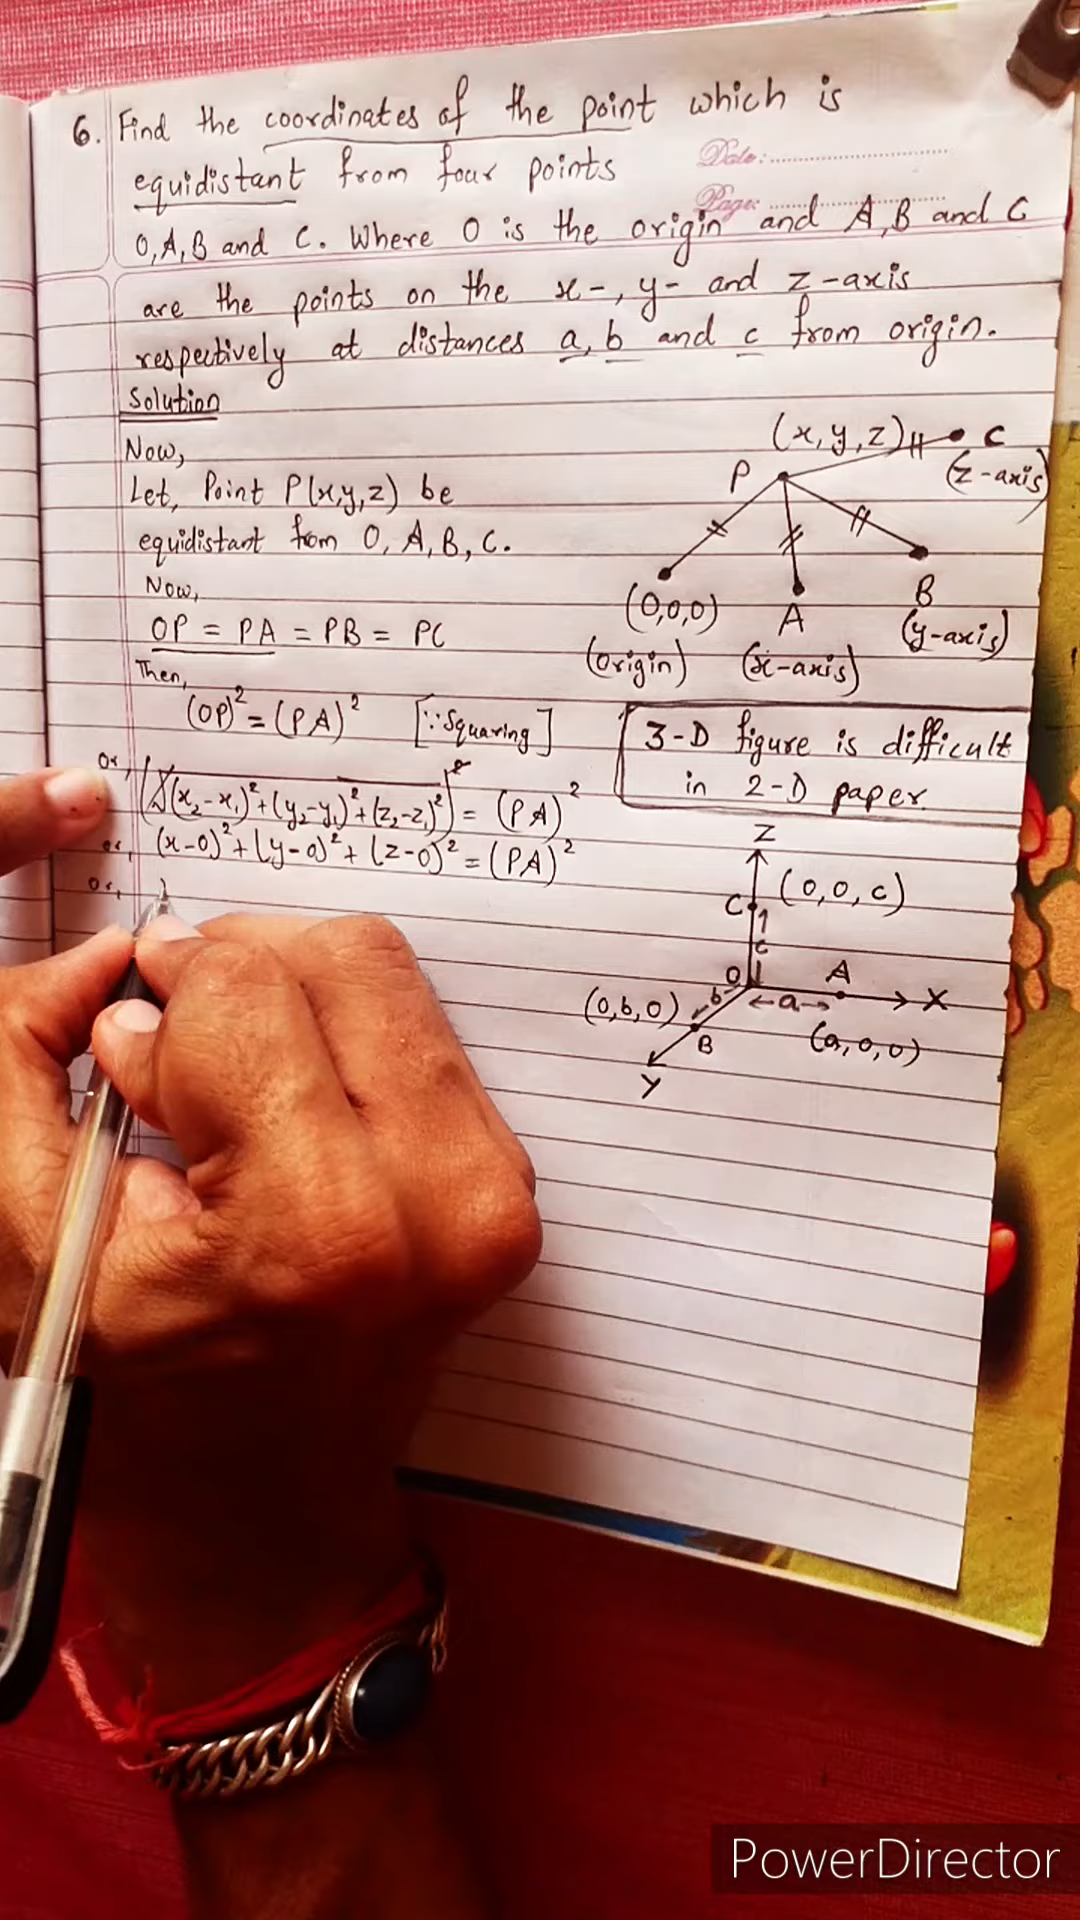 6. Find the coordinates of the point which is
equidistant from four points
Date:
Page:
O, A, B and C. Where O is the origin and A, B and C
are the points on the x-, y- and z-axis
respectively at distances a, b and c from origin.
Solution
Now,
Let, Point P(x,y,z) be
equidistant from O, A, B, C.
Now,
OP = PA = PB = PC
Then,
(OP)² = (PA)² [∵ Squaring]
or, (√(x₂-x₁)²+(y₂-y₁)²+(z₂-z₁)²)² = (PA)²
or, (x-0)²+(y-0)²+(z-0)² = (PA)²
or,
(x,y,z)
C
(z-axis)
P
(0,0,0)
(origin)
A
(x-axis)
B
(y-axis)
3-D figure is difficult
in 2-D paper.
Z
C (0,0,c)
c
O
A
X
a
(a,0,0)
(0,b,0)
b
B
Y
PowerDirector